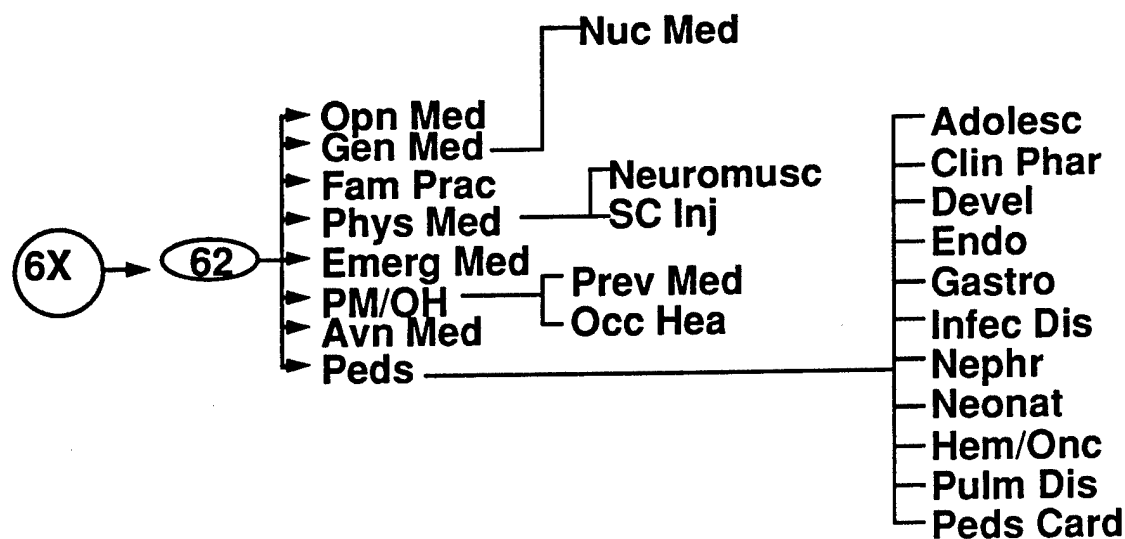 Nuc Med
Opn Med
Gen Med
Fam Prac
Phys Med
Emerg Med
PM/OH
Avn Med
Peds
6X
62
Neuromusc
SC Inj
Prev Med
Occ Hea
Adolesc
Clin Phar
Devel
Endo
Gastro
Infec Dis
Nephr
Neonat
Hem/Onc
Pulm Dis
Peds Card